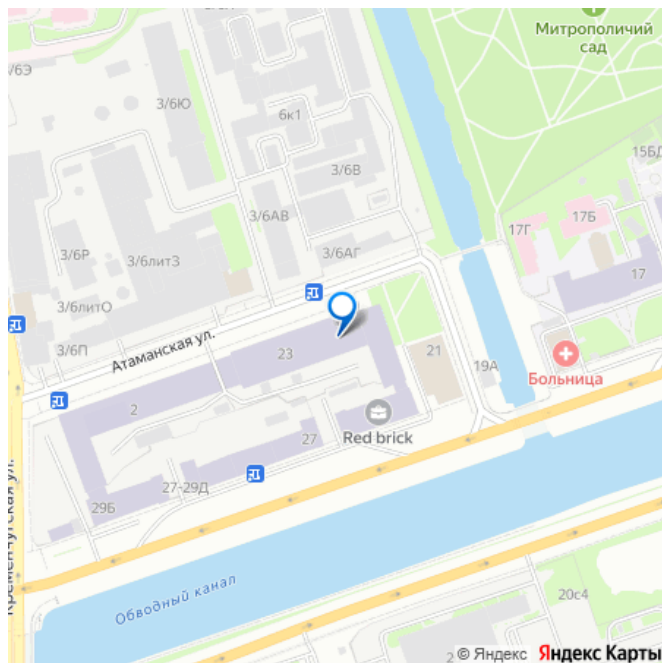 Митрополичий
сад
3/6Э
3/6Ю
6к1
15БД
3/6В
17Б
3/6АВ
17Г
3/6Р
3/6литЗ
3/6АГ
17
3/6литО
3/6П
Атаманская ул.
23
21
19А
Больница
2
Red brick
27
27-29Д
29Б
Кременчугская ул.
Обводный канал
20с4
2
© Яндекс Яндекс Карты